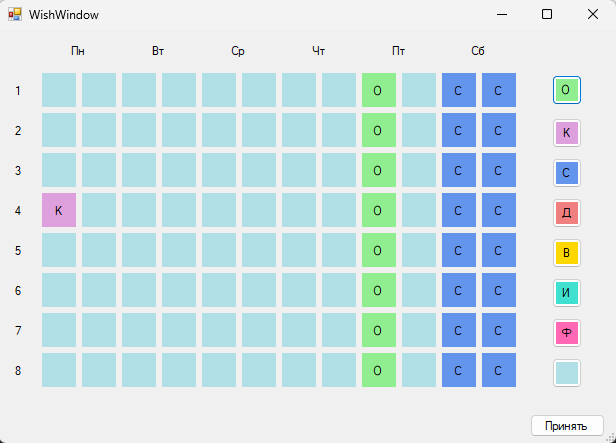 WishWindow
Пн Вт Ср Чт Пт Сб
1 О С С О
2 О С С К
3 О С С С
4 К О С С Д
5 О С С В
6 О С С И
7 О С С Ф
8 О С С
Принять